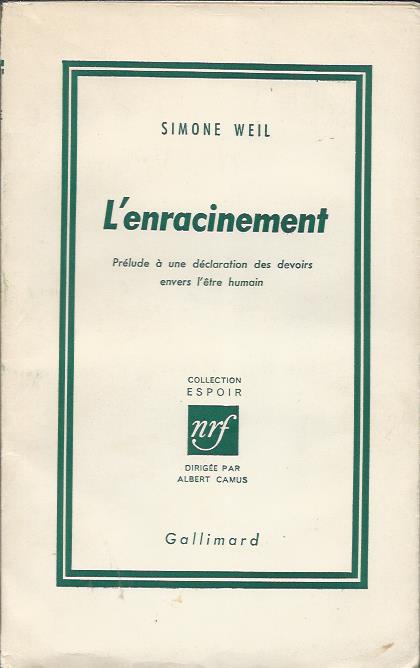 SIMONE WEIL
L'enracinement
Prélude à une déclaration des devoirs
envers l'être humain
COLLECTION
ESPOIR
nrf
DIRIGÉE PAR
ALBERT CAMUS
Gallimard